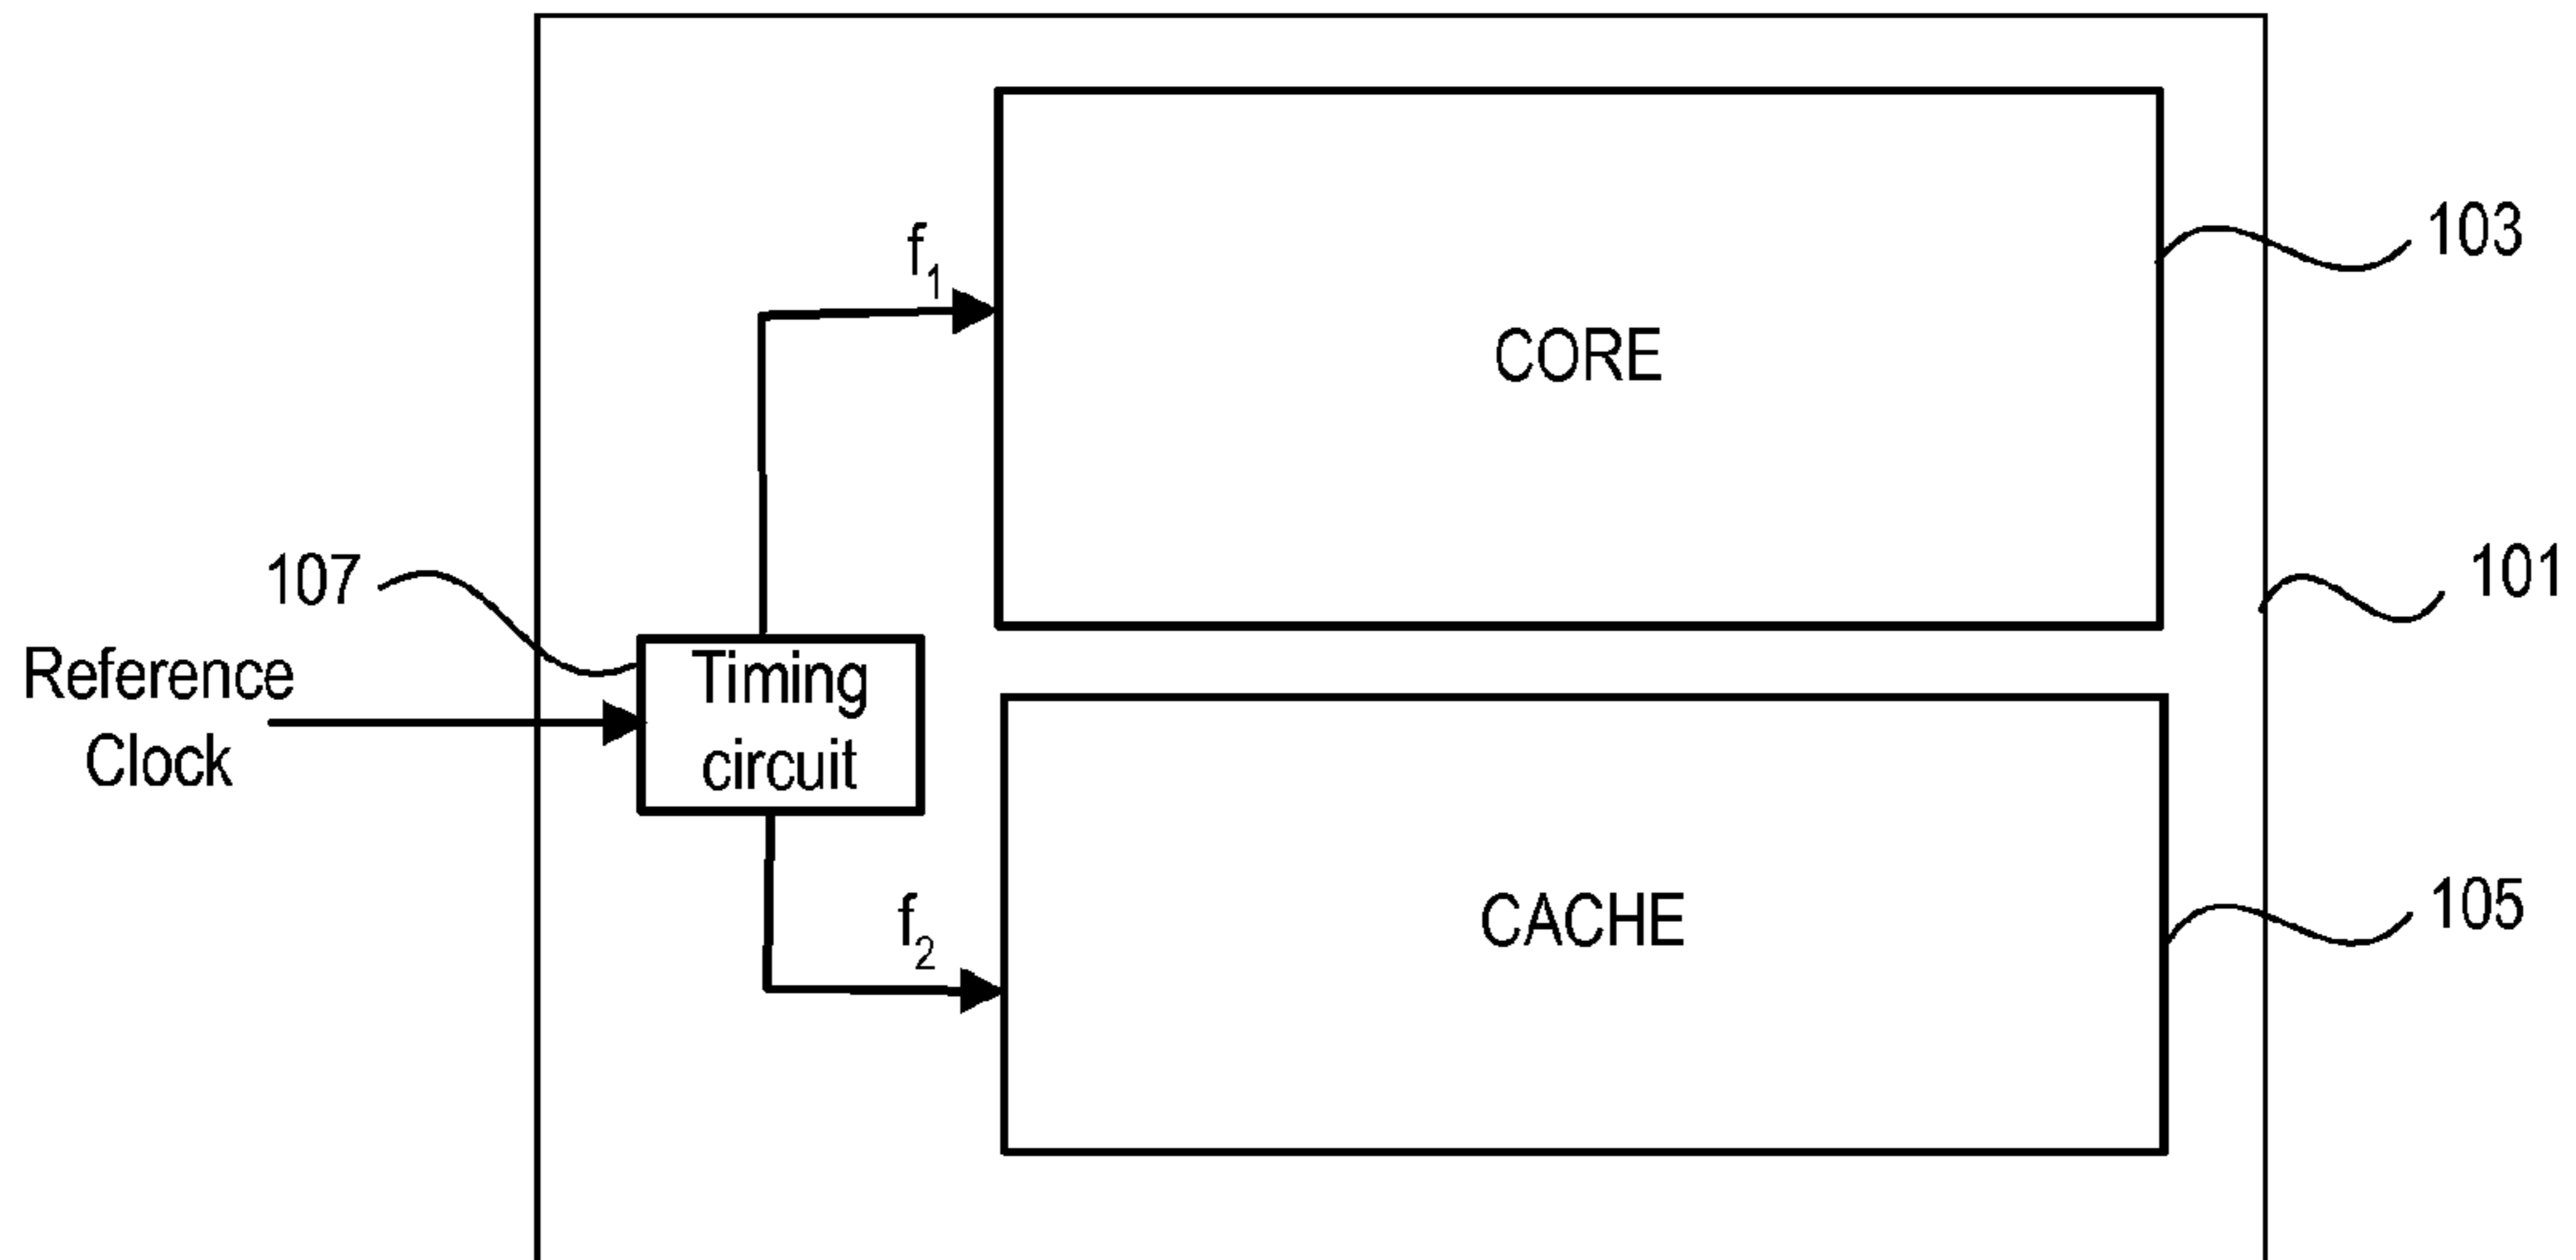 103
f1
CORE
107
101
Reference
Clock
Timing
circuit
f2
CACHE
105